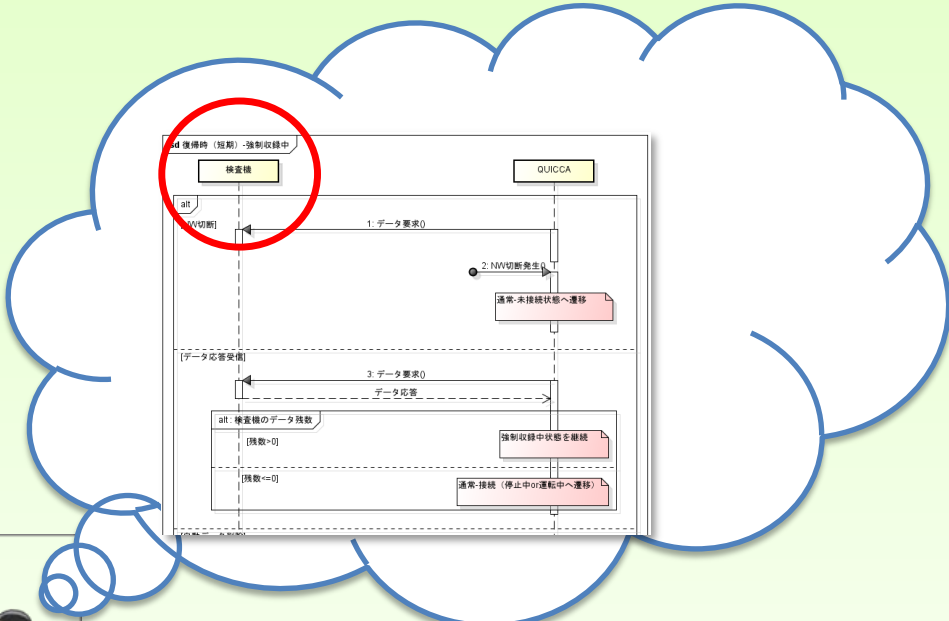 sd 復帰時（短期）-強制収録中
検査機
QUICCA
alt
[NW切断]
1: データ要求()
2: NW切断発生()
通常-未接続状態へ遷移
[データ応答受信]
3: データ要求()
データ応答
alt : 検査機のデータ残数
[残数>0]
強制収録中状態を継続
[残数<=0]
通常-接続（停止中or運転中へ遷移）